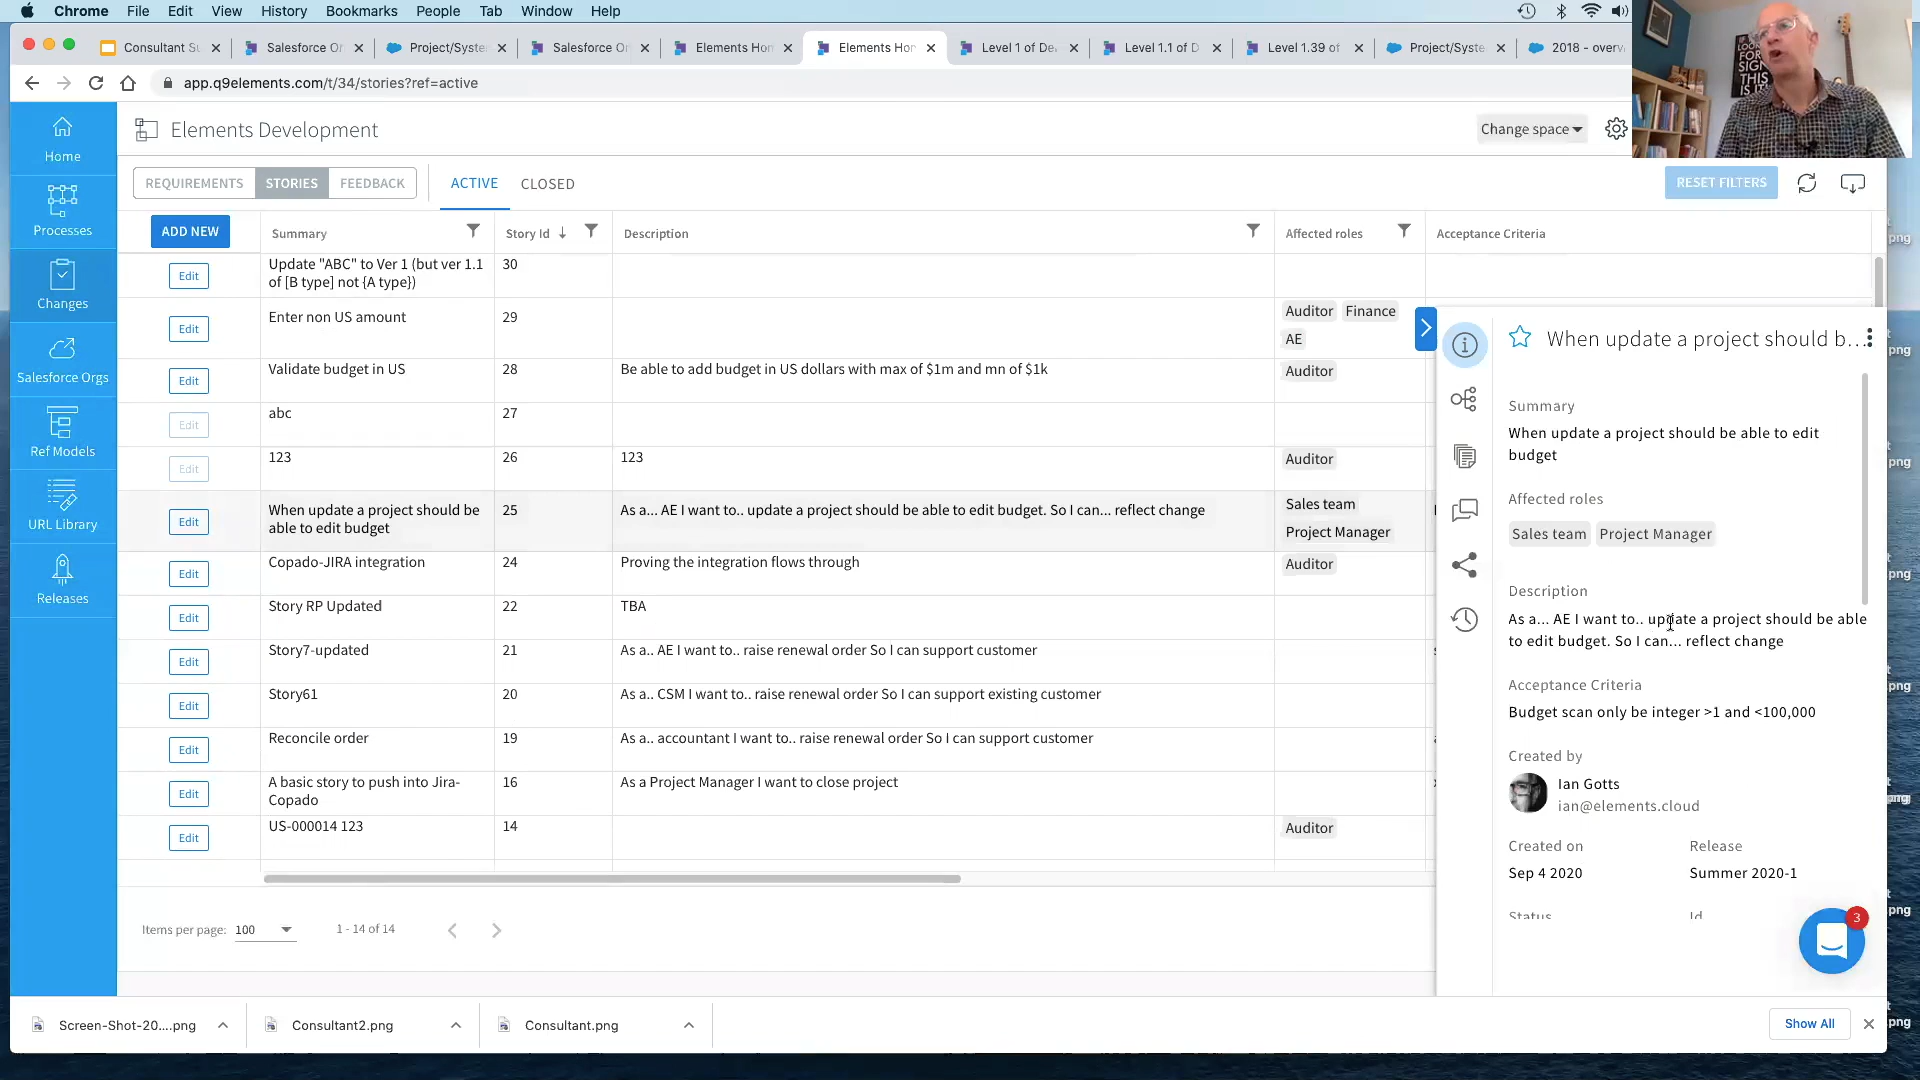 Chrome File Edit View History Bookmarks People Tab Window Help
Consultant Su
Salesforce Or
Project/Syste
Salesforce Or
Elements Hor
Elements Hor
Level 1 of De
Level 1.1 of D
Level 1.39 of
Project/Syste
2018 - overv
app.q9elements.com/t/34/stories?ref=active
Home
Processes
Changes
Salesforce Orgs
Ref Models
URL Library
Releases
Elements Development
Change space
REQUIREMENTS STORIES FEEDBACK ACTIVE CLOSED
RESET FILTERS
ADD NEW Summary Story Id Description Affected roles Acceptance Criteria
Edit Update "ABC" to Ver 1 (but ver 1.1 30
of [B type] not {A type})
Edit Enter non US amount 29 Auditor Finance
AE
Edit Validate budget in US 28 Be able to add budget in US dollars with max of $1m and mn of $1k Auditor
Edit abc 27
Edit 123 26 123 Auditor
Edit When update a project should be 25 As a... AE I want to.. update a project should be able to edit budget. So I can... reflect change Sales team
able to edit budget Project Manager
Edit Copado-JIRA integration 24 Proving the integration flows through Auditor
Edit Story RP Updated 22 TBA
Edit Story7-updated 21 As a.. AE I want to.. raise renewal order So I can support customer
Edit Story61 20 As a.. CSM I want to.. raise renewal order So I can support existing customer
Edit Reconcile order 19 As a.. accountant I want to.. raise renewal order So I can support customer
Edit A basic story to push into Jira- 16 As a Project Manager I want to close project
Copado
Edit US-000014 123 14 Auditor
Items per page: 100 1 - 14 of 14
When update a project should b...
Summary
When update a project should be able to edit
budget
Affected roles
Sales team Project Manager
Description
As a... AE I want to.. update a project should be able
to edit budget. So I can... reflect change
Acceptance Criteria
Budget scan only be integer >1 and <100,000
Created by
Ian Gotts
ian@elements.cloud
Created on Release
Sep 4 2020 Summer 2020-1
Status Id
3
Screen-Shot-20....png Consultant2.png Consultant.png Show All
IF
LOOK
FOR
SIGN
THIS
IS IT
png
png
png
png
png
png
png
png
png